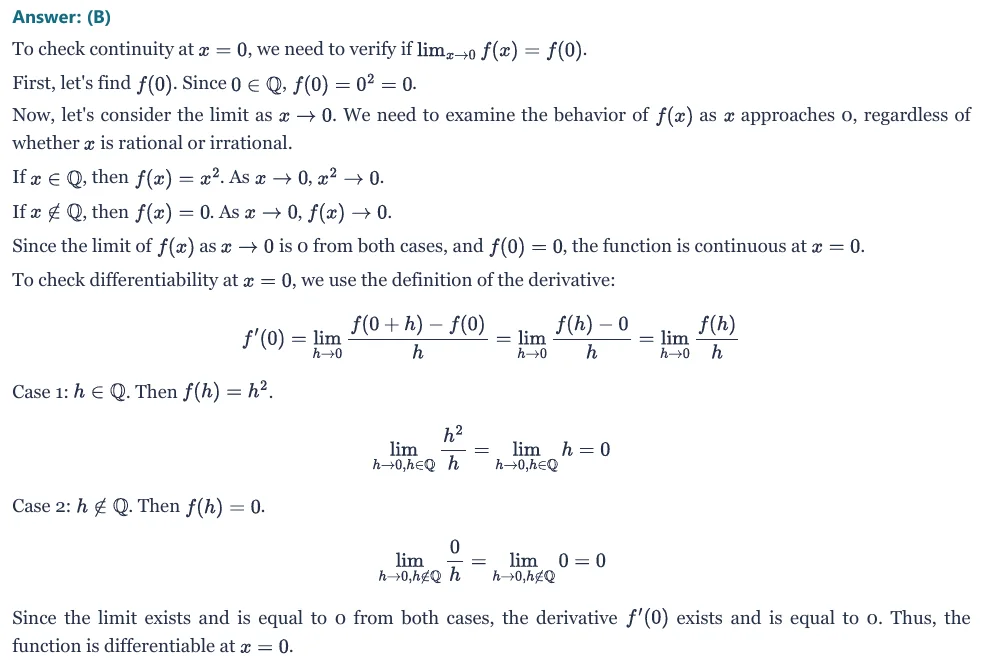 Answer: (B)
To check continuity at x = 0, we need to verify if lim_{x→0} f(x) = f(0).
First, let's find f(0). Since 0 ∈ ℚ, f(0) = 0² = 0.
Now, let's consider the limit as x → 0. We need to examine the behavior of f(x) as x approaches 0, regardless of
whether x is rational or irrational.
If x ∈ ℚ, then f(x) = x². As x → 0, x² → 0.
If x ∉ ℚ, then f(x) = 0. As x → 0, f(x) → 0.
Since the limit of f(x) as x → 0 is 0 from both cases, and f(0) = 0, the function is continuous at x = 0.
To check differentiability at x = 0, we use the definition of the derivative:
f′(0) = lim_{h→0} (f(0 + h) − f(0))/h = lim_{h→0} (f(h) − 0)/h = lim_{h→0} f(h)/h
Case 1: h ∈ ℚ. Then f(h) = h².
lim_{h→0,h∈ℚ} h²/h = lim_{h→0,h∈ℚ} h = 0
Case 2: h ∉ ℚ. Then f(h) = 0.
lim_{h→0,h∉ℚ} 0/h = lim_{h→0,h∉ℚ} 0 = 0
Since the limit exists and is equal to 0 from both cases, the derivative f′(0) exists and is equal to 0. Thus, the
function is differentiable at x = 0.